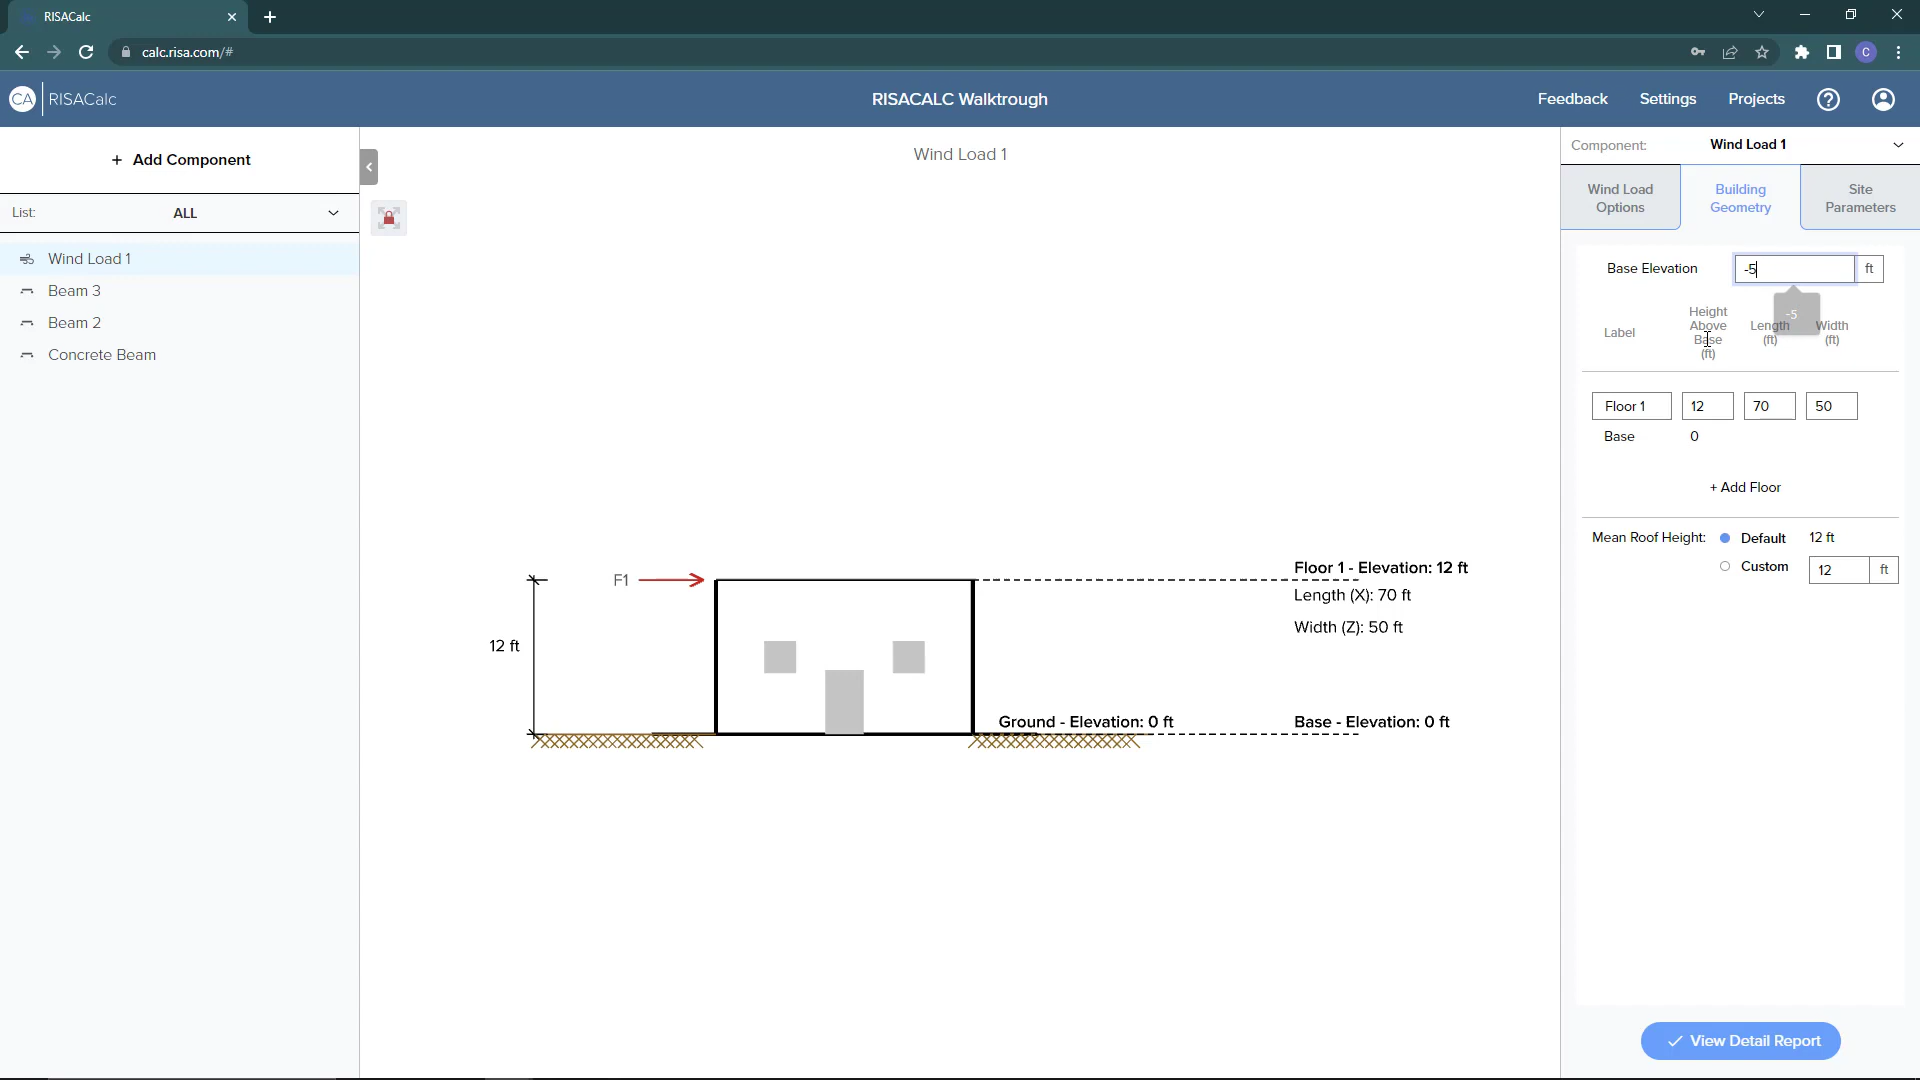 RISACalc
calc.risa.com/#
C
CA RISACalc
RISACALC Walktrough
Feedback Settings Projects ?
+ Add Component
List: ALL
Wind Load 1
Beam 3
Beam 2
Concrete Beam
Wind Load 1
F1
12 ft
Floor 1 - Elevation: 12 ft
Length (X): 70 ft
Width (Z): 50 ft
Ground - Elevation: 0 ft
Base - Elevation: 0 ft
Component: Wind Load 1
Wind Load Options
Building Geometry
Site Parameters
Base Elevation -5 ft
-5
Label
Height Above Base (ft)
Length (ft)
Width (ft)
Floor 1 12 70 50
Base 0
+ Add Floor
Mean Roof Height: Default 12 ft
Custom 12 ft
View Detail Report